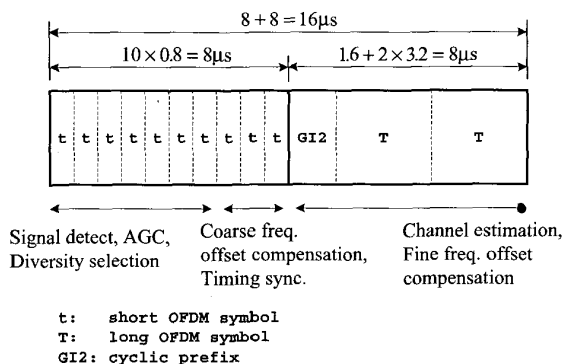 8+8=16μs
10×0.8=8μs
1.6+2×3.2=8μs
t t t t t t t t t t GI2 T T
Signal detect, AGC,
Diversity selection
Coarse freq.
offset compensation,
Timing sync.
Channel estimation,
Fine freq. offset
compensation
t: short OFDM symbol
T: long OFDM symbol
GI2: cyclic prefix